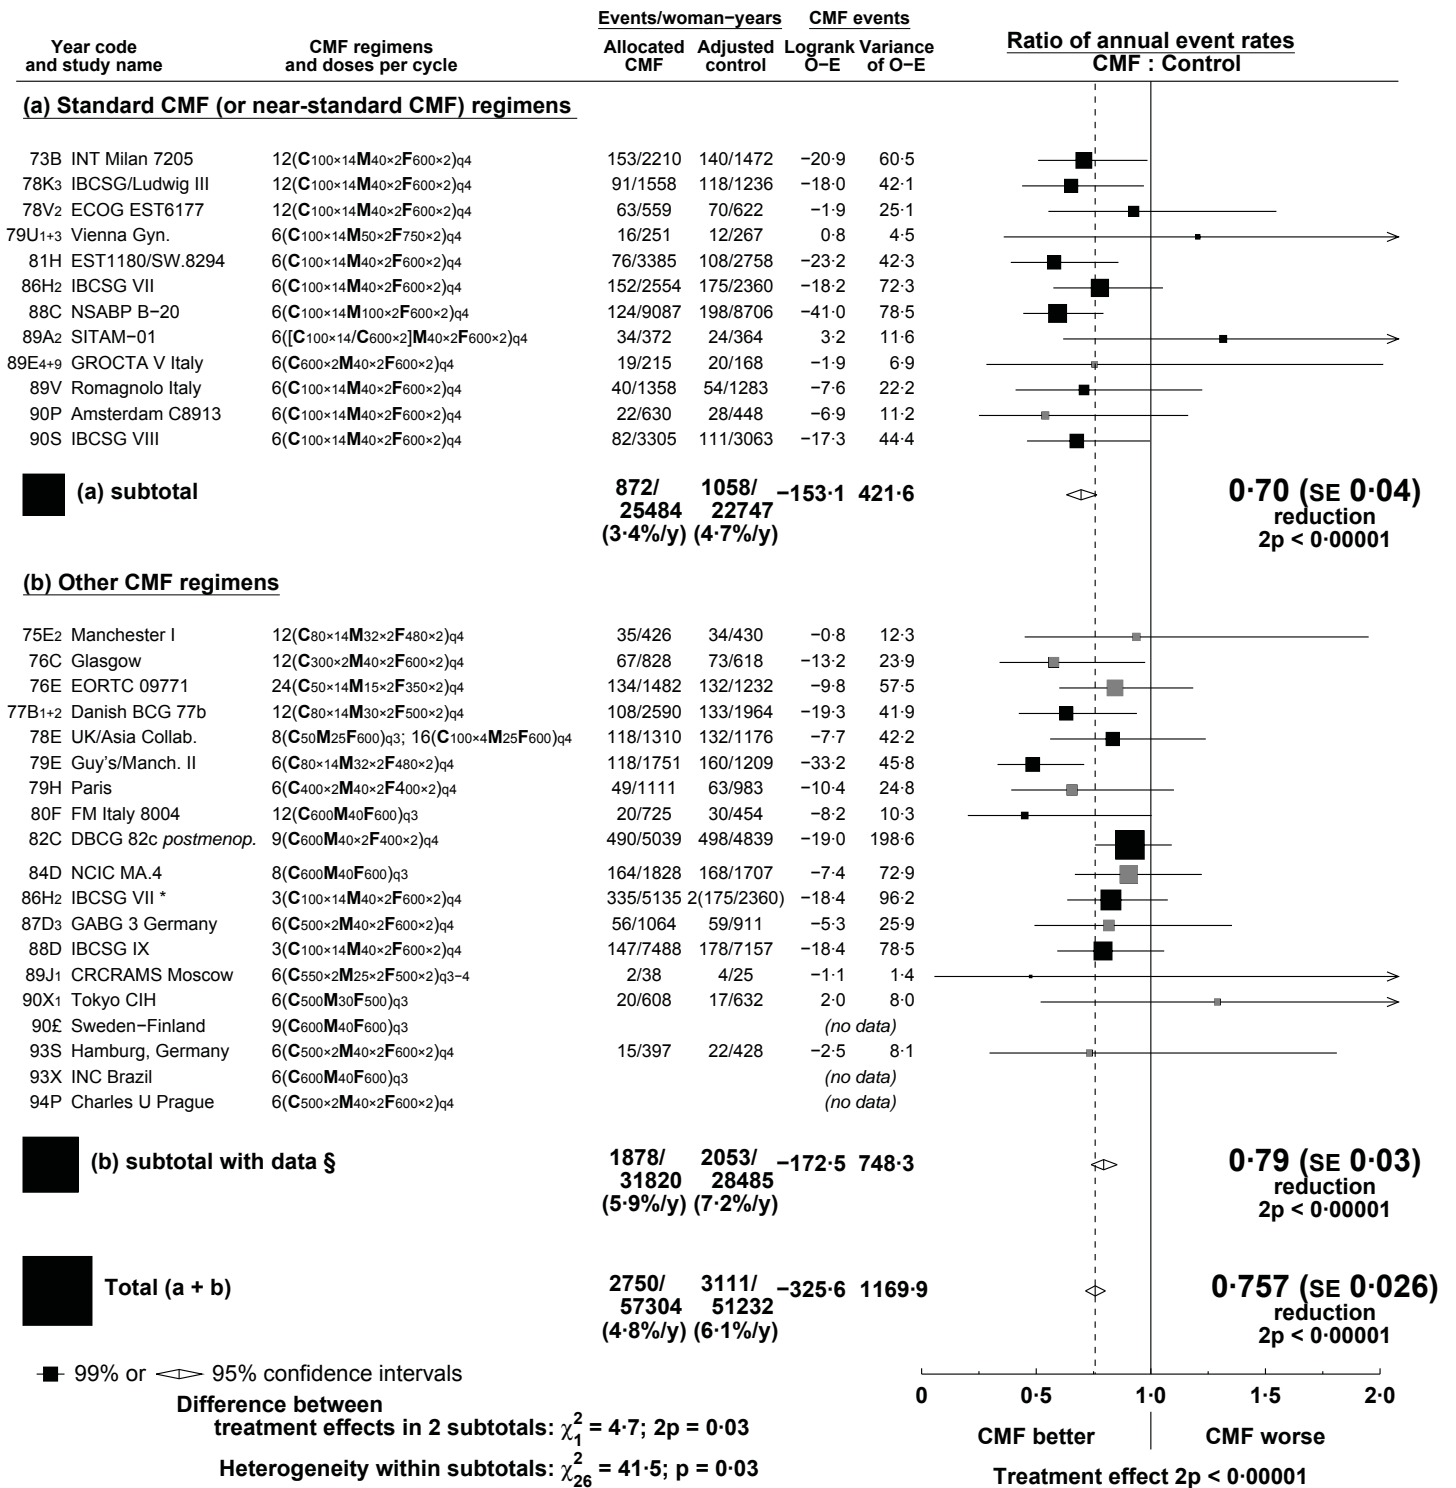 Events/woman−years CMF events
Year code and study name CMF regimens and doses per cycle Allocated CMF Adjusted control Logrank O−E Variance of O−E Ratio of annual event rates CMF : Control
(a) Standard CMF (or near-standard CMF) regimens
73B INT Milan 7205 12(C100×14M40×2F600×2)q4 153/2210 140/1472 −20·9 60·5
78K3 IBCSG/Ludwig III 12(C100×14M40×2F600×2)q4 91/1558 118/1236 −18·0 42·1
78V2 ECOG EST6177 12(C100×14M40×2F600×2)q4 63/559 70/622 −1·9 25·1
79U1+3 Vienna Gyn. 6(C100×14M50×2F750×2)q4 16/251 12/267 0·8 4·5
81H EST1180/SW.8294 6(C100×14M40×2F600×2)q4 76/3385 108/2758 −23·2 42·3
86H2 IBCSG VII 6(C100×14M40×2F600×2)q4 152/2554 175/2360 −18·2 72·3
88C NSABP B−20 6(C100×14M100×2F600×2)q4 124/9087 198/8706 −41·0 78·5
89A2 SITAM−01 6([C100×14/C600×2]M40×2F600×2)q4 34/372 24/364 3·2 11·6
89E4+9 GROCTA V Italy 6(C600×2M40×2F600×2)q4 19/215 20/168 −1·9 6·9
89V Romagnolo Italy 6(C100×14M40×2F600×2)q4 40/1358 54/1283 −7·6 22·2
90P Amsterdam C8913 6(C100×14M40×2F600×2)q4 22/630 28/448 −6·9 11·2
90S IBCSG VIII 6(C100×14M40×2F600×2)q4 82/3305 111/3063 −17·3 44·4
(a) subtotal 872/25484 (3·4%/y) 1058/22747 (4·7%/y) −153·1 421·6 0·70 (SE 0·04)
reduction
2p < 0·00001
(b) Other CMF regimens
75E2 Manchester I 12(C80×14M32×2F480×2)q4 35/426 34/430 −0·8 12·3
76C Glasgow 12(C300×2M40×2F600×2)q4 67/828 73/618 −13·2 23·9
76E EORTC 09771 24(C50×14M15×2F350×2)q4 134/1482 132/1232 −9·8 57·5
77B1+2 Danish BCG 77b 12(C80×14M30×2F500×2)q4 108/2590 133/1964 −19·3 41·9
78E UK/Asia Collab. 8(C50M25F600)q3; 16(C100×4M25F600)q4 118/1310 132/1176 −7·7 42·2
79E Guy's/Manch. II 6(C80×14M32×2F480×2)q4 118/1751 160/1209 −33·2 45·8
79H Paris 6(C400×2M40×2F400×2)q4 49/1111 63/983 −10·4 24·8
80F FM Italy 8004 12(C600M40F600)q3 20/725 30/454 −8·2 10·3
82C DBCG 82c postmenop. 9(C600M40×2F400×2)q4 490/5039 498/4839 −19·0 198·6
84D NCIC MA.4 8(C600M40F600)q3 164/1828 168/1707 −7·4 72·9
86H2 IBCSG VII * 3(C100×14M40×2F600×2)q4 335/5135 2(175/2360) −18·4 96·2
87D3 GABG 3 Germany 6(C500×2M40×2F600×2)q4 56/1064 59/911 −5·3 25·9
88D IBCSG IX 3(C100×14M40×2F600×2)q4 147/7488 178/7157 −18·4 78·5
89J1 CRCRAMS Moscow 6(C550×2M25×2F500×2)q3−4 2/38 4/25 −1·1 1·4
90X1 Tokyo CIH 6(C500M30F500)q3 20/608 17/632 2·0 8·0
90£ Sweden−Finland 9(C600M40F600)q3 (no data)
93S Hamburg, Germany 6(C500×2M40×2F600×2)q4 15/397 22/428 −2·5 8·1
93X INC Brazil 6(C600M40F600)q3 (no data)
94P Charles U Prague 6(C500×2M40×2F600×2)q4 (no data)
(b) subtotal with data § 1878/31820 (5·9%/y) 2053/28485 (7·2%/y) −172·5 748·3 0·79 (SE 0·03)
reduction
2p < 0·00001
Total (a + b) 2750/57304 (4·8%/y) 3111/51232 (6·1%/y) −325·6 1169·9 0·757 (SE 0·026)
reduction
2p < 0·00001
99% or 95% confidence intervals
0 0·5 1·0 1·5 2·0
Difference between
treatment effects in 2 subtotals: χ²₁ = 4·7; 2p = 0·03
Heterogeneity within subtotals: χ²₂₆ = 41·5; p = 0·03
CMF better CMF worse
Treatment effect 2p < 0·00001